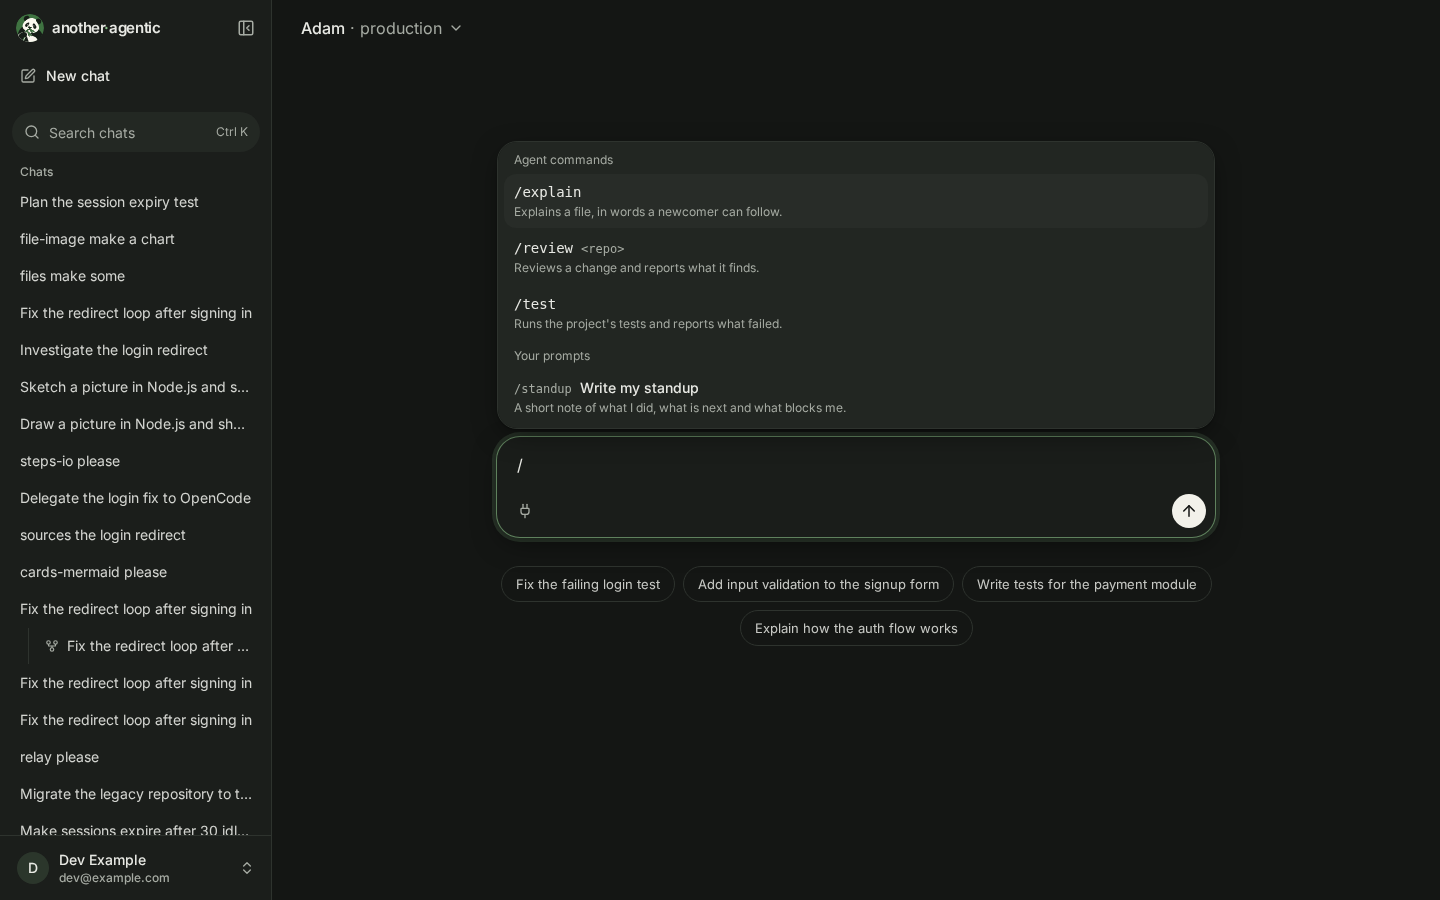 another·agentic
New chat
Search chats Ctrl K
Chats
Plan the session expiry test
file-image make a chart
files make some
Fix the redirect loop after signing in
Investigate the login redirect
Sketch a picture in Node.js and s...
Draw a picture in Node.js and sh...
steps-io please
Delegate the login fix to OpenCode
sources the login redirect
cards-mermaid please
Fix the redirect loop after signing in
Fix the redirect loop after ...
Fix the redirect loop after signing in
Fix the redirect loop after signing in
relay please
Migrate the legacy repository to t...
Make sessions expire after 30 idl...
D
Dev Example
dev@example.com
Adam · production
Agent commands
/explain
Explains a file, in words a newcomer can follow.
/review <repo>
Reviews a change and reports what it finds.
/test
Runs the project's tests and reports what failed.
Your prompts
/standup Write my standup
A short note of what I did, what is next and what blocks me.
/
Fix the failing login test
Add input validation to the signup form
Write tests for the payment module
Explain how the auth flow works